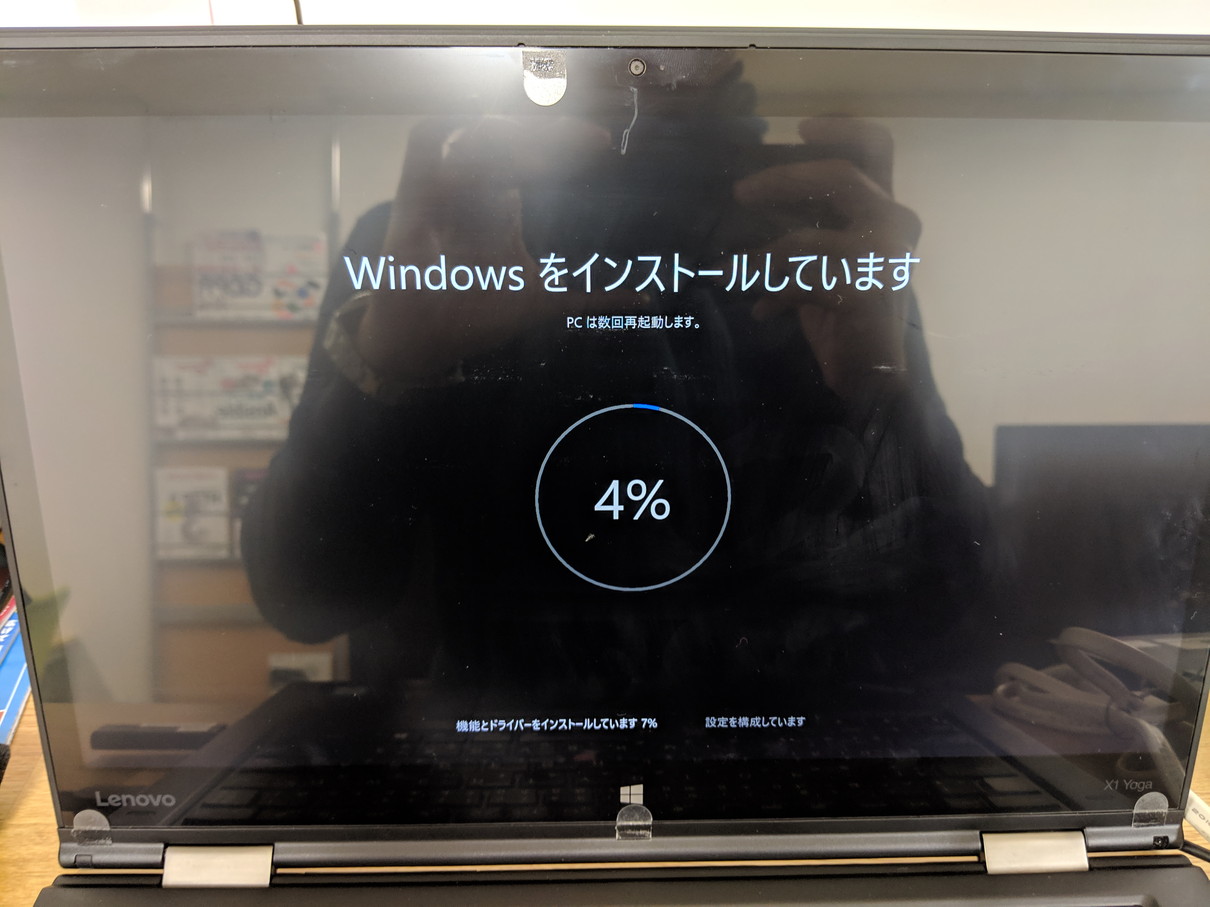 Windows をインストールしています
PC は数回再起動します。
4%
機能とドライバーをインストールしています 7%
設定を構成しています
Lenovo
X1 Yoga